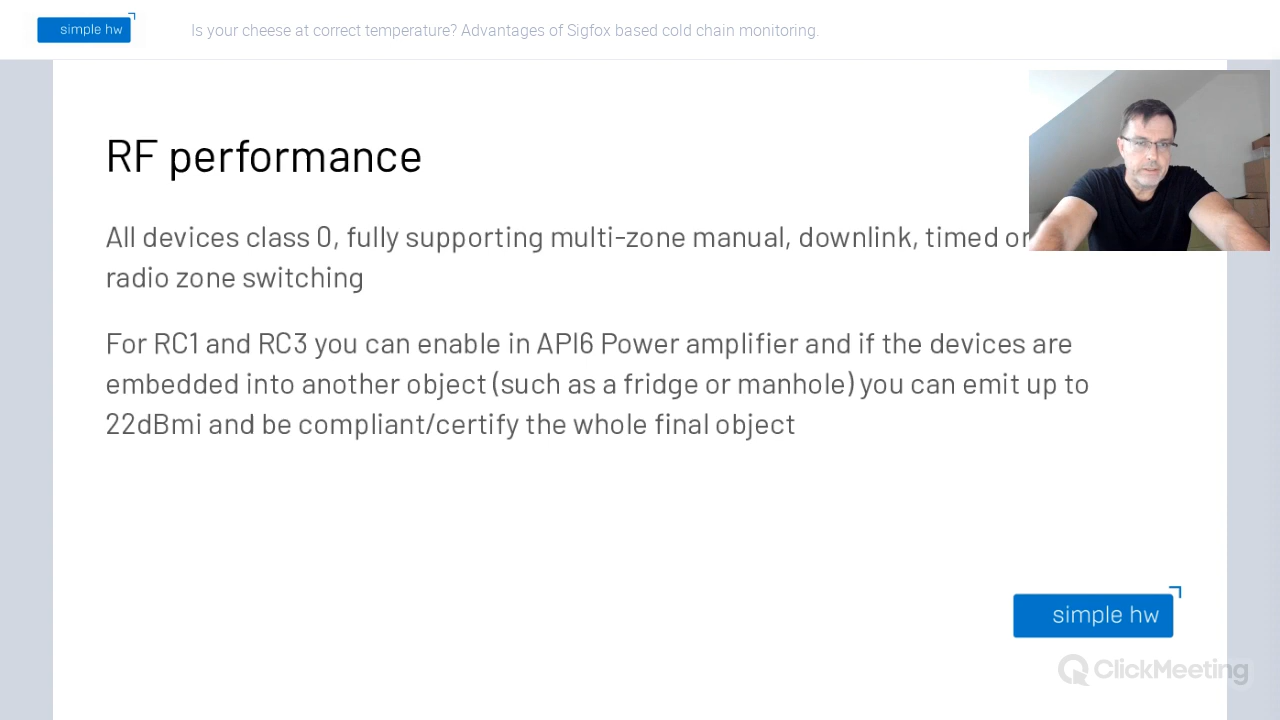 simple hw
Is your cheese at correct temperature? Advantages of Sigfox based cold chain monitoring.
RF performance
All devices class 0, fully supporting multi-zone manual, downlink, timed or
radio zone switching
For RC1 and RC3 you can enable in API6 Power amplifier and if the devices are
embedded into another object (such as a fridge or manhole) you can emit up to
22dBmi and be compliant/certify the whole final object
simple hw
ClickMeeting